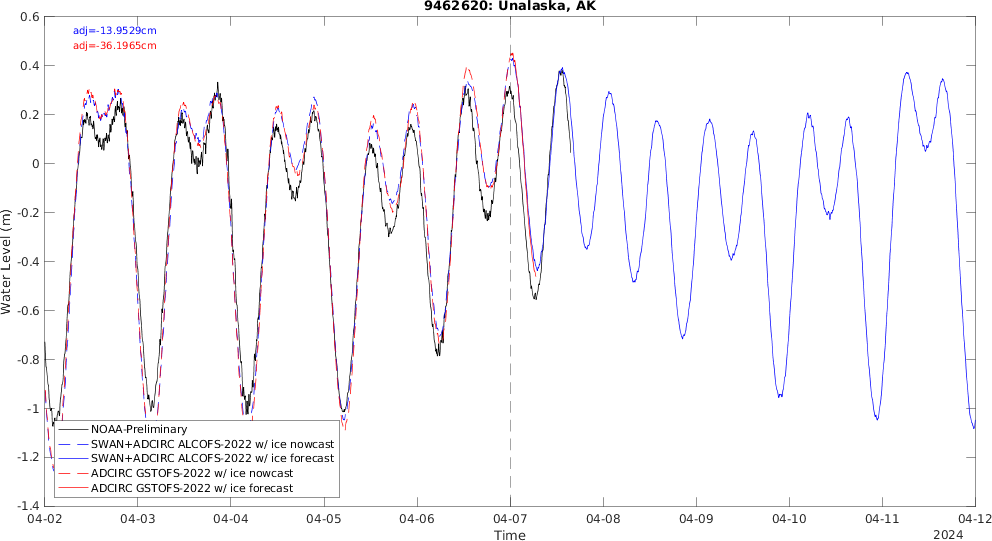 9462620: Unalaska, AK
adj=-13.9529cm
adj=-36.1965cm
0.6
0.4
0.2
0
-0.2
-0.4
-0.6
-0.8
-1
-1.2
-1.4
Water Level (m)
NOAA-Preliminary
SWAN+ADCIRC ALCOFS-2022 w/ ice nowcast
SWAN+ADCIRC ALCOFS-2022 w/ ice forecast
ADCIRC GSTOFS-2022 w/ ice nowcast
ADCIRC GSTOFS-2022 w/ ice forecast
04-02 04-03 04-04 04-05 04-06 04-07 04-08 04-09 04-10 04-11 04-12
Time
2024